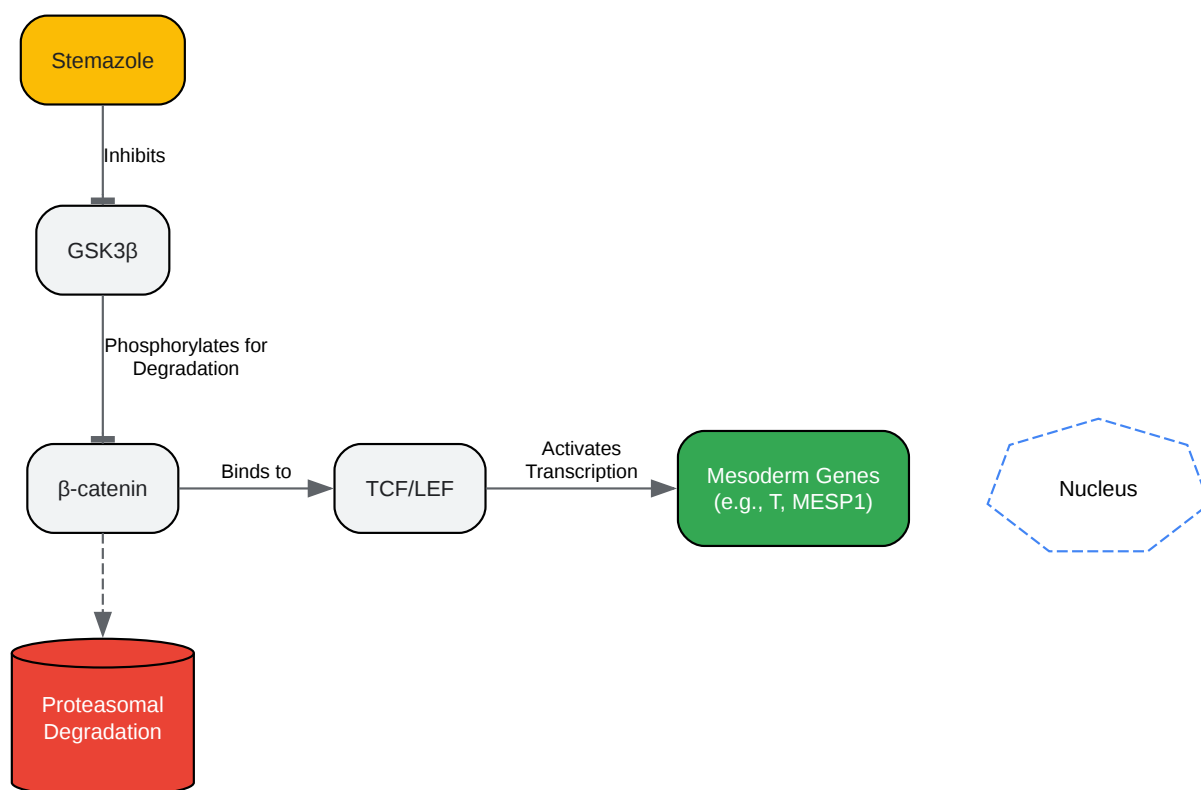 Stemazole
Inhibits
GSK3β
Phosphorylates for
Degradation
β-catenin
Binds to
TCF/LEF
Activates
Transcription
Mesoderm Genes
(e.g., T, MESP1)
Nucleus
Proteasomal
Degradation